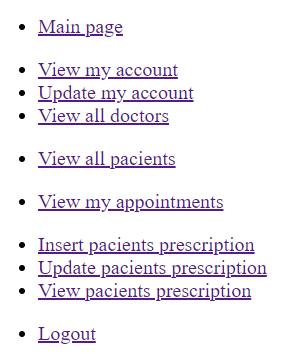 Main page
View my account
Update my account
View all doctors
View all pacients
View my appointments
Insert pacients prescription
Update pacients prescription
View pacients prescription
Logout